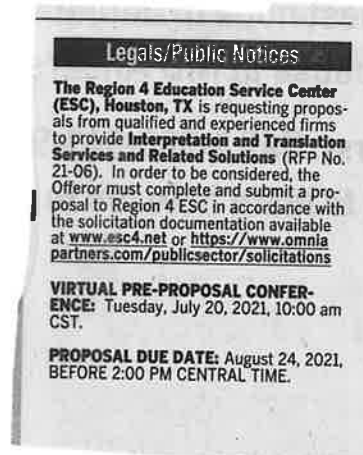 Legals/Public Notices
The Region 4 Education Service Center
(ESC), Houston, TX is requesting propos-
als from qualified and experienced firms
to provide Interpretation and Translation
Services and Related Solutions (RFP No.
21-06). In order to be considered, the
Offeror must complete and submit a pro-
posal to Region 4 ESC in accordance with
the solicitation documentation available
at www.esc4.net or https://www.omnia
partners.com/publicsector/solicitations
VIRTUAL PRE-PROPOSAL CONFER-
ENCE: Tuesday, July 20, 2021, 10:00 am
CST.
PROPOSAL DUE DATE: August 24, 2021,
BEFORE 2:00 PM CENTRAL TIME.